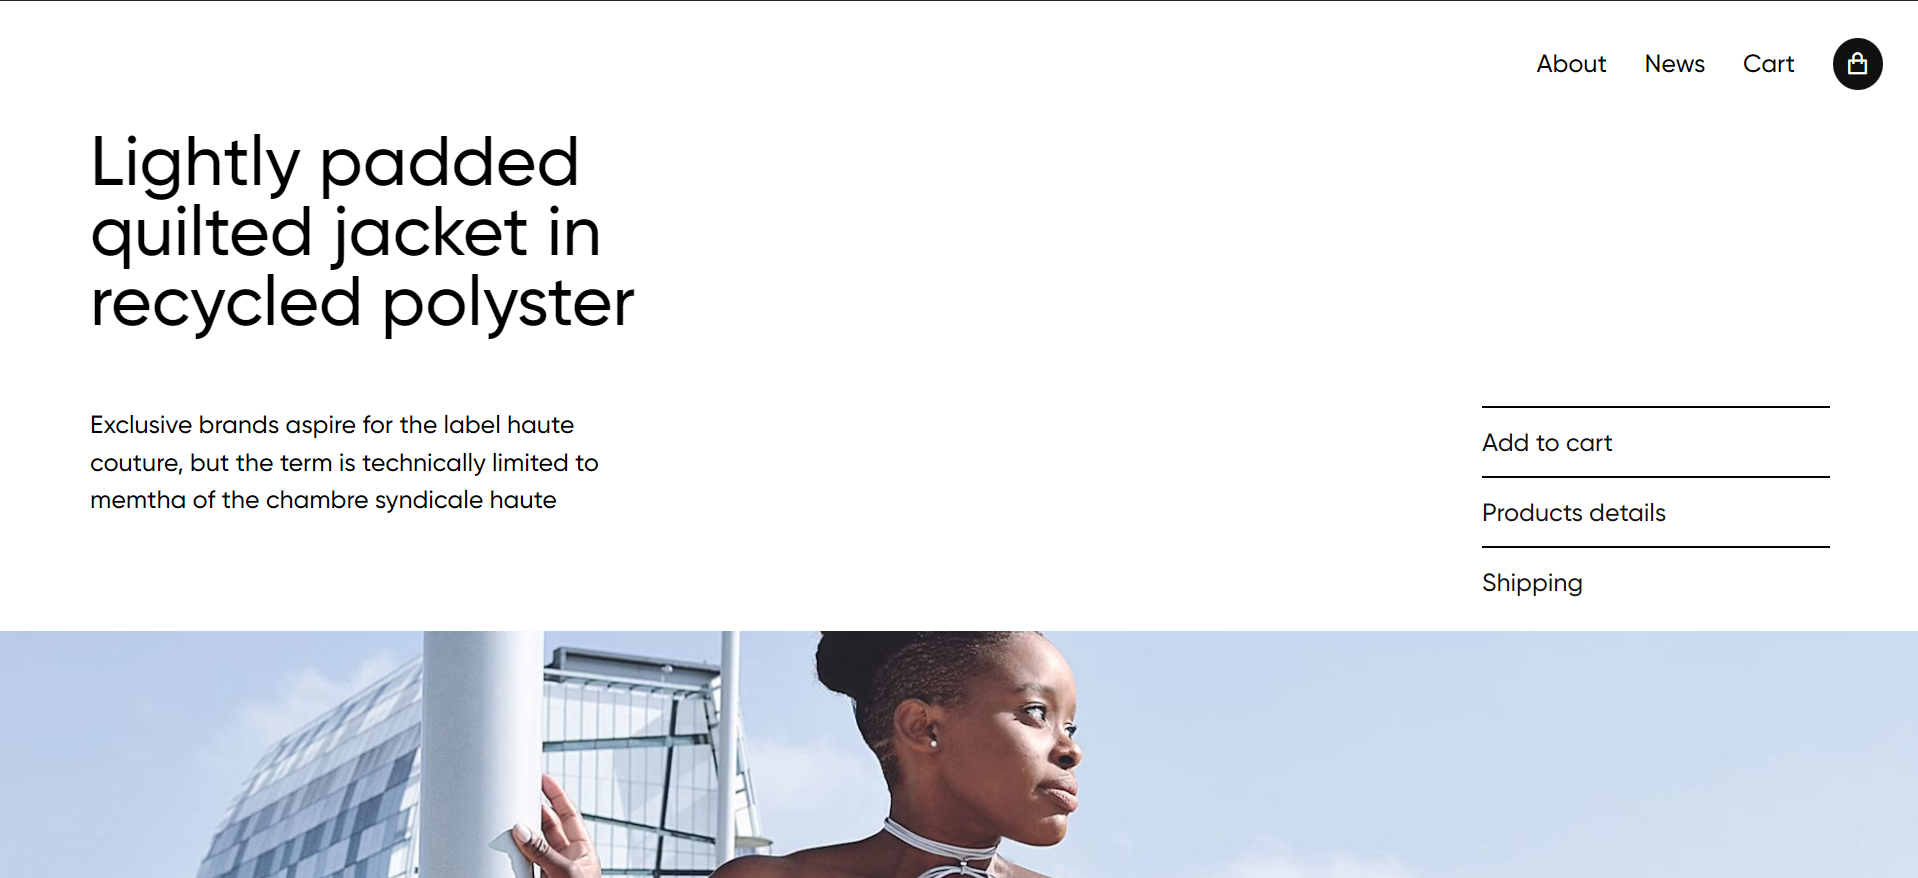 About News Cart
Lightly padded
quilted jacket in
recycled polyster
Exclusive brands aspire for the label haute
couture, but the term is technically limited to
memtha of the chambre syndicale haute
Add to cart
Products details
Shipping